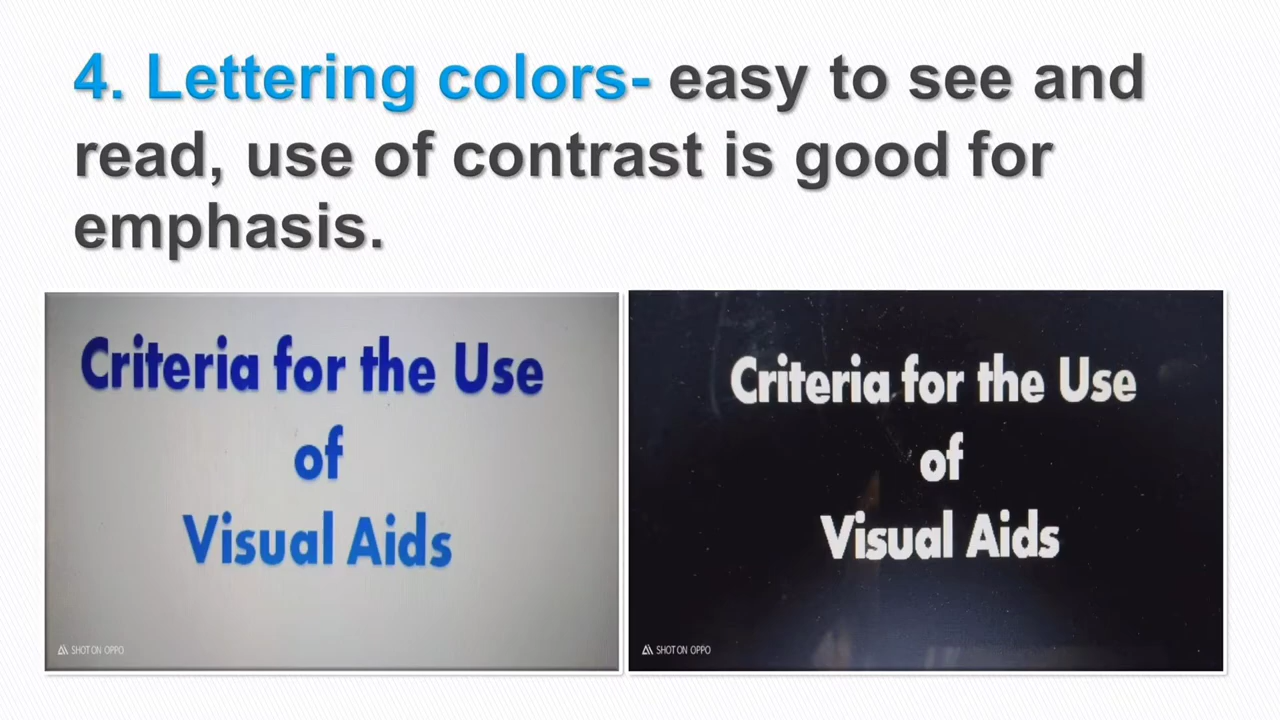 4. Lettering colors- easy to see and
read, use of contrast is good for
emphasis.
Criteria for the Use
of
Visual Aids
SHOT ON OPPO
Criteria for the Use
of
Visual Aids
SHOT ON OPPO